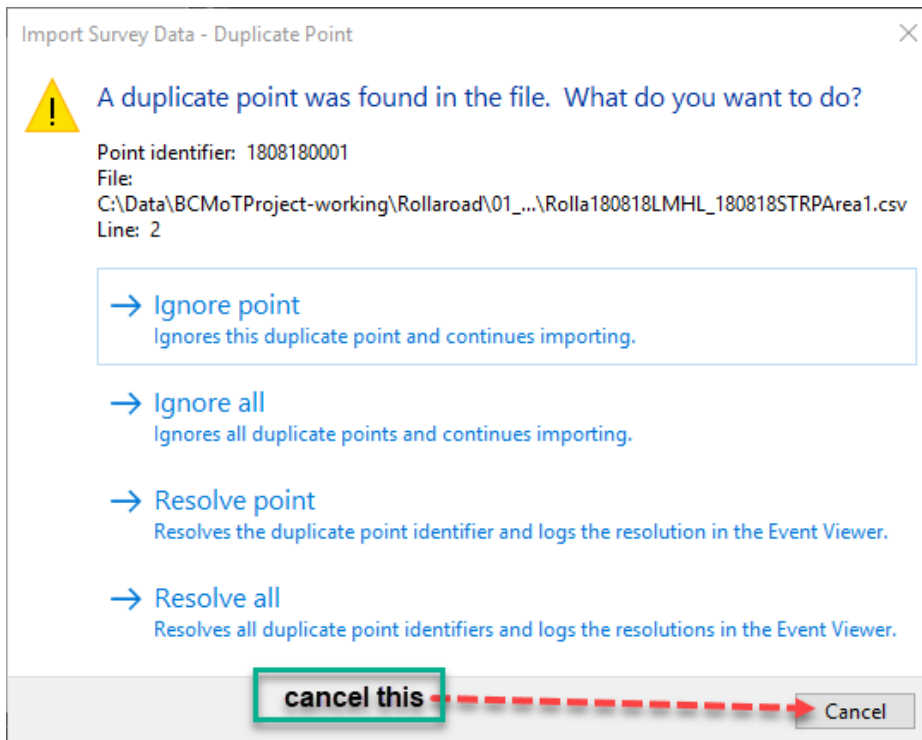 Import Survey Data - Duplicate Point
A duplicate point was found in the file. What do you want to do?
Point identifier: 1808180001
File:
C:\Data\BCMoTProject-working\Rollaroad\01_...\Rolla180818LMHL_180818STRPArea1.csv
Line: 2
Ignore point
Ignores this duplicate point and continues importing.
Ignore all
Ignores all duplicate points and continues importing.
Resolve point
Resolves the duplicate point identifier and logs the resolution in the Event Viewer.
Resolve all
Resolves all duplicate point identifiers and logs the resolutions in the Event Viewer.
cancel this
Cancel